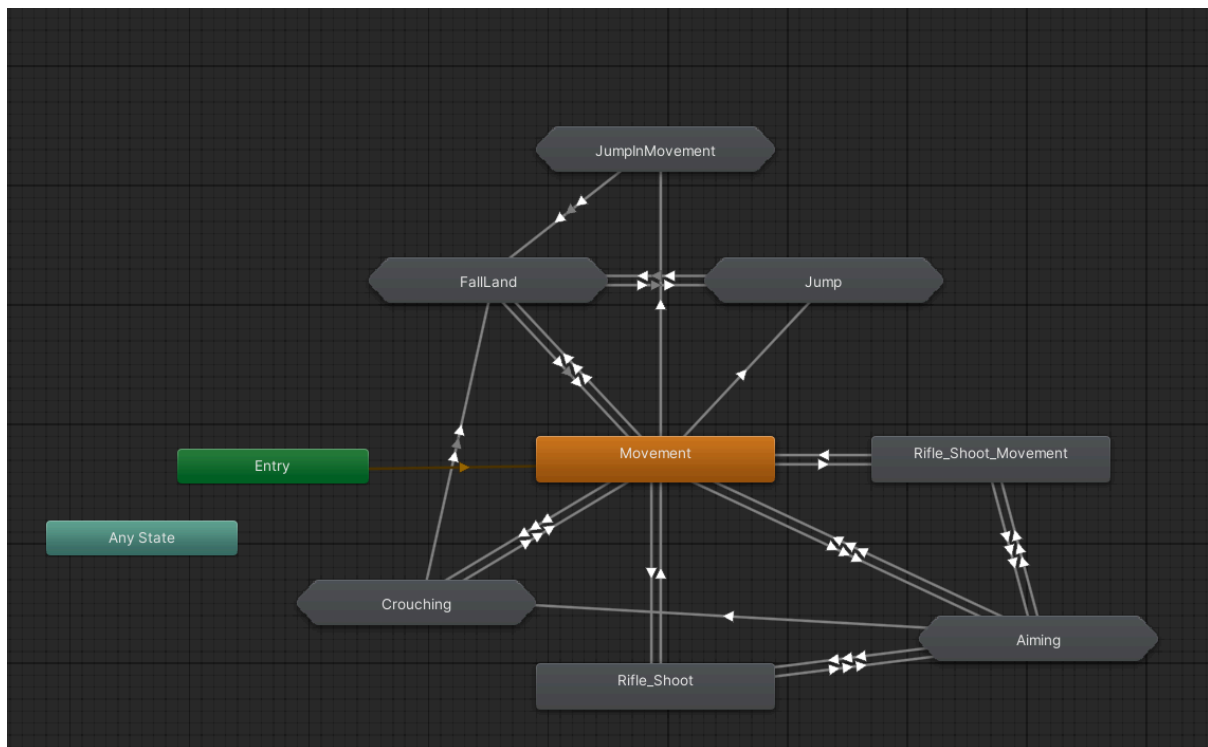 JumpInMovement
FallLand
Jump
Movement
Rifle_Shoot_Movement
Entry
Any State
Crouching
Aiming
Rifle_Shoot